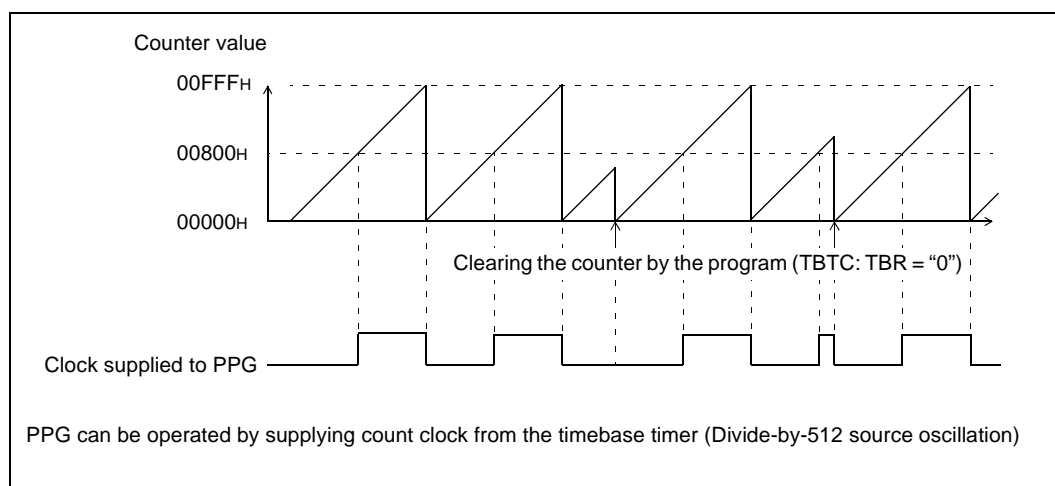 Counter value
00FFFH
00800H
00000H
Clearing the counter by the program (TBTC: TBR = “0”)
Clock supplied to PPG
PPG can be operated by supplying count clock from the timebase timer (Divide-by-512 source oscillation)